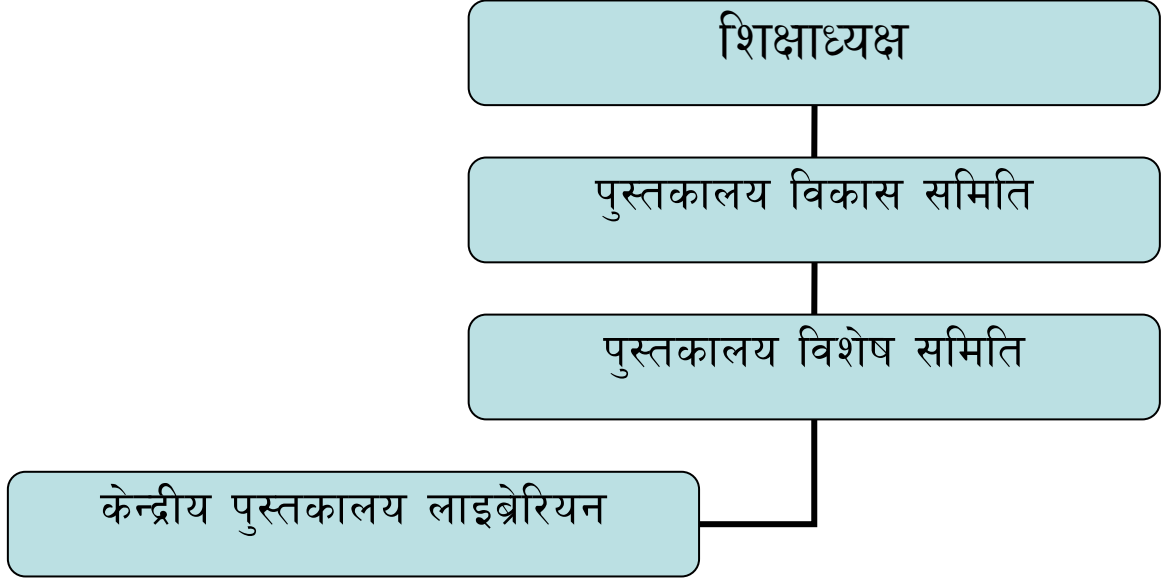 शिक्षाध्यक्ष
पुस्तकालय विकास समिति
पुस्तकालय विशेष समिति
केन्द्रीय पुस्तकालय लाइब्रेरियन